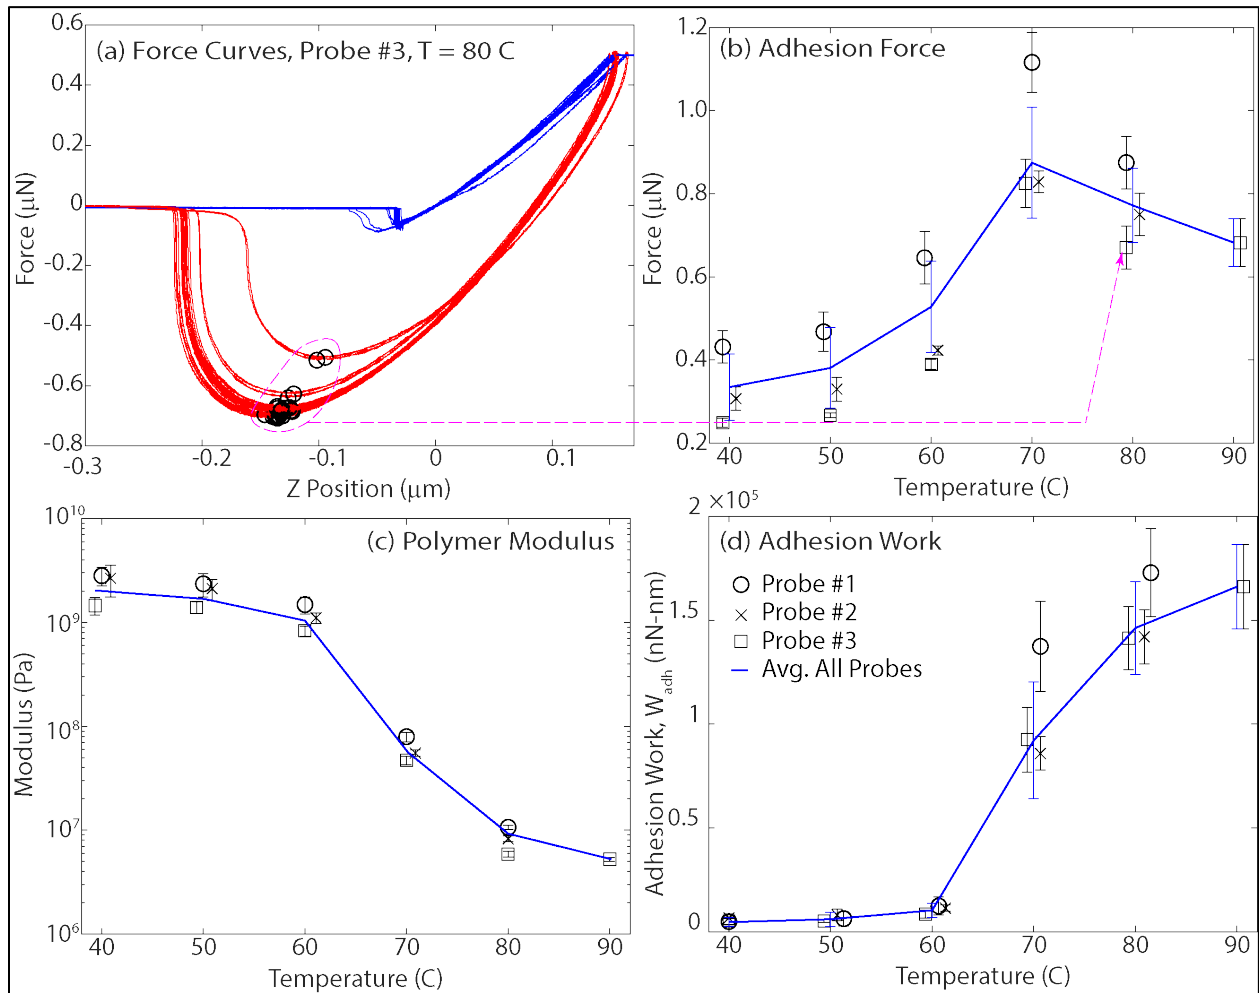 (a) Force Curves, Probe #3, T = 80 C
0.6
0.4
0.2
0
-0.2
-0.4
-0.6
-0.8
Force (μN)
-0.3
-0.2
-0.1
0
0.1
Z Position (μm)
(b) Adhesion Force
1.2
1.0
0.8
0.6
0.4
0.2
Force (μN)
40
50
60
70
80
90
Temperature (C)
(c) Polymer Modulus
10^10
10^9
10^8
10^7
10^6
Modulus (Pa)
40
50
60
70
80
90
Temperature (C)
2 ×10^5
(d) Adhesion Work
Probe #1
Probe #2
Probe #3
Avg. All Probes
1.5
1
0.5
0
Adhesion Work, W_adh (nN-nm)
40
50
60
70
80
90
Temperature (C)